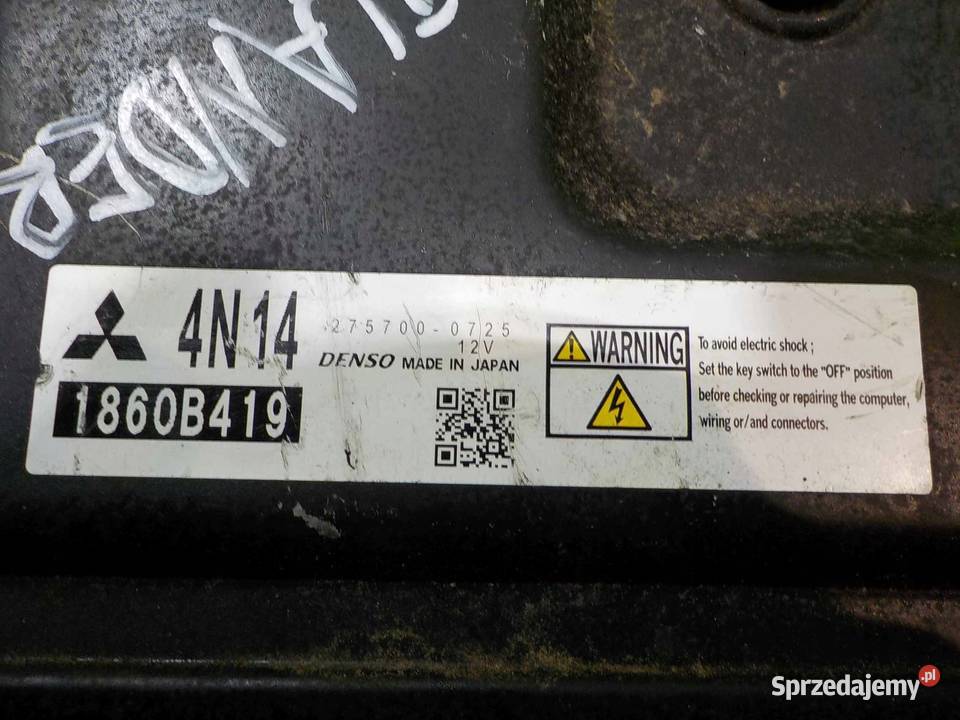 LANDER
4N14
275700-0725
12V
DENSO MADE IN JAPAN
1860B419
WARNING
To avoid electric shock ;
Set the key switch to the "OFF" position
before checking or repairing the computer,
wiring or/and connectors.
Sprzedajemy.pl